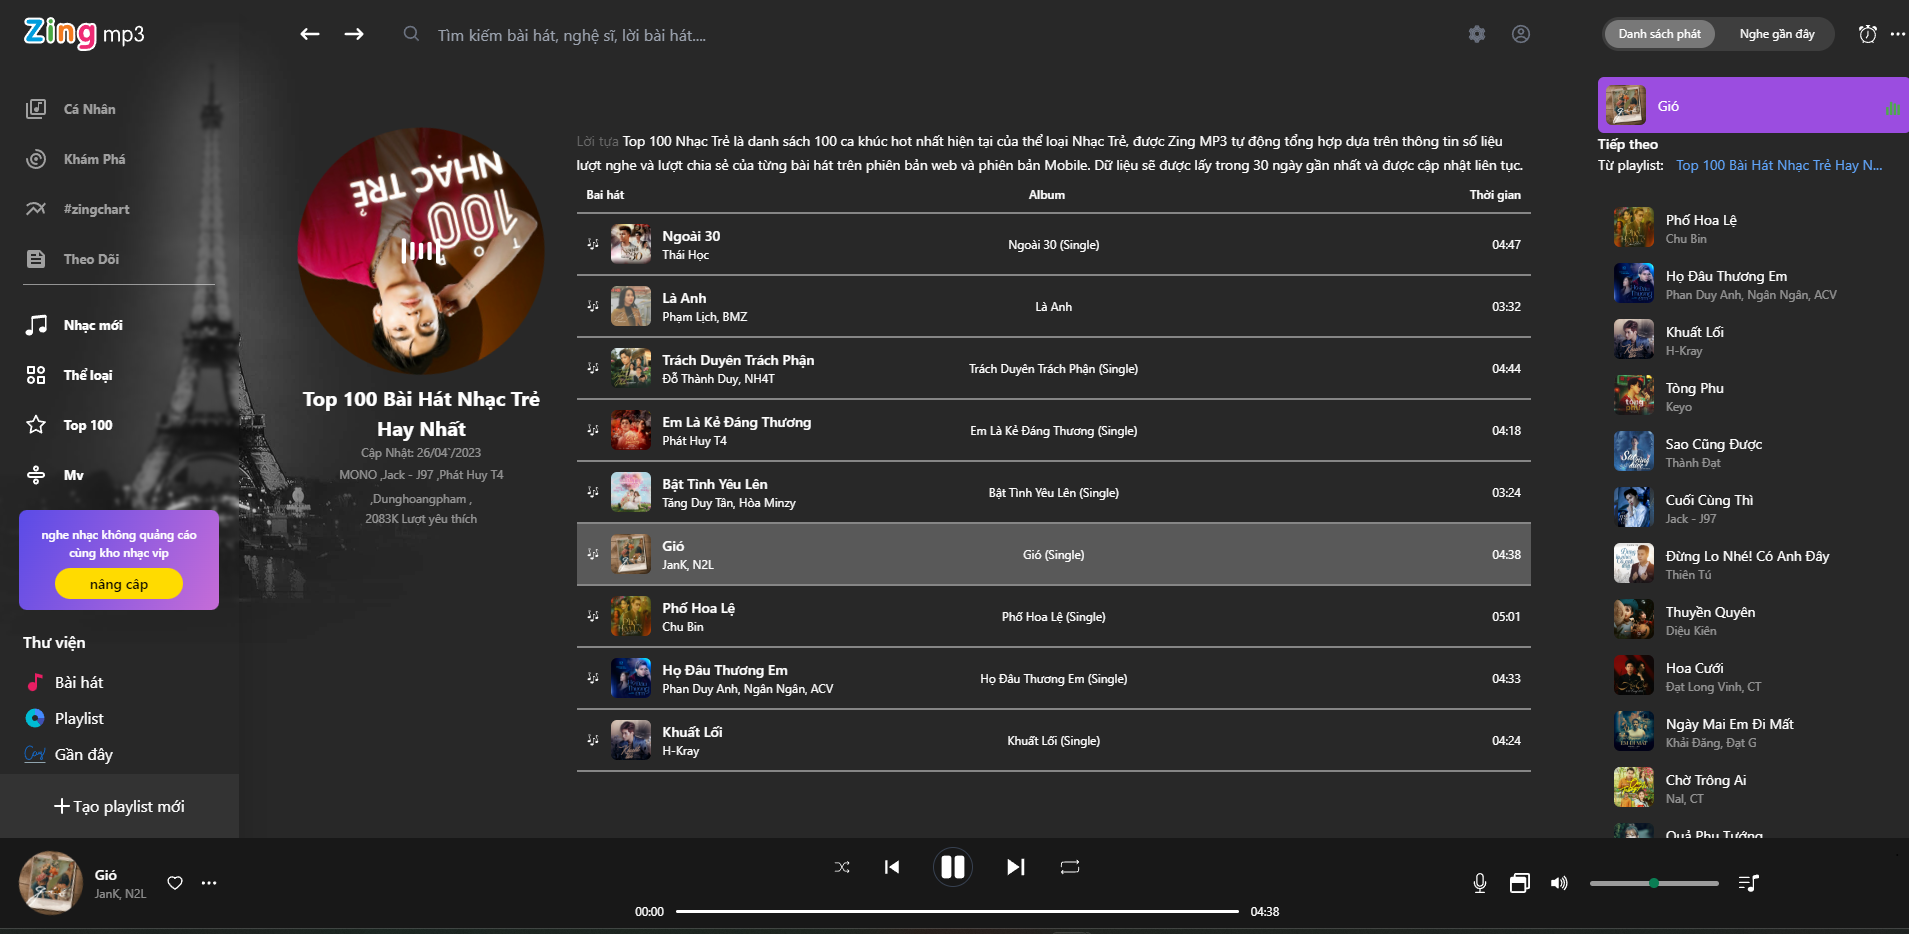 Zing mp3
Tìm kiếm bài hát, nghệ sĩ, lời bài hát....
Danh sách phát
Nghe gần đây
Cá Nhân
Khám Phá
#zingchart
Theo Dõi
Nhạc mới
Thể loại
Top 100
Mv
nghe nhạc không quảng cáo
cùng kho nhạc vip
nâng câp
Thư viện
Bài hát
Playlist
Gần đây
Tạo playlist mới
NHẠC TRẺ
TOP 100
Top 100 Bài Hát Nhạc Trẻ
Hay Nhất
Cập Nhật: 26/04`/2023
MONO ,Jack - J97 ,Phát Huy T4
,Dunghoangpham ,
2083K Lượt yêu thích
Lời tựa Top 100 Nhạc Trẻ là danh sách 100 ca khúc hot nhất hiện tại của thể loại Nhạc Trẻ, được Zing MP3 tự động tổng hợp dựa trên thông tin số liệu
lượt nghe và lượt chia sẻ của từng bài hát trên phiên bản web và phiên bản Mobile. Dữ liệu sẽ được lấy trong 30 ngày gần nhất và được cập nhật liên tục.
Bai hát Album Thời gian
Ngoài 30
Thái Học
Ngoài 30 (Single)
04:47
Là Anh
Phạm Lịch, BMZ
Là Anh
03:32
Trách Duyên Trách Phận
Đỗ Thành Duy, NH4T
Trách Duyên Trách Phận (Single)
04:44
Em Là Kẻ Đáng Thương
Phát Huy T4
Em Là Kẻ Đáng Thương (Single)
04:18
Bật Tình Yêu Lên
Tăng Duy Tân, Hòa Minzy
Bật Tình Yêu Lên (Single)
03:24
Gió
JanK, N2L
Gió (Single)
04:38
Phố Hoa Lệ
Chu Bin
Phố Hoa Lệ (Single)
05:01
Họ Đâu Thương Em
Phan Duy Anh, Ngân Ngân, ACV
Họ Đâu Thương Em (Single)
04:33
Khuất Lối
H-Kray
Khuất Lối (Single)
04:24
Gió
Tiếp theo
Từ playlist: Top 100 Bài Hát Nhạc Trẻ Hay N...
Phố Hoa Lệ
Chu Bin
Họ Đâu Thương Em
Phan Duy Anh, Ngân Ngân, ACV
Khuất Lối
H-Kray
Tòng Phu
Keyo
Sao Cũng Được
Thành Đạt
Cuối Cùng Thì
Jack - J97
Đừng Lo Nhé! Có Anh Đây
Thiên Tú
Thuyền Quyên
Diệu Kiên
Hoa Cưới
Đạt Long Vinh, CT
Ngày Mai Em Đi Mất
Khải Đăng, Đạt G
Chờ Trông Ai
Nal, CT
Quả Phụ Tướng
Gió
JanK, N2L
00:00
04:38